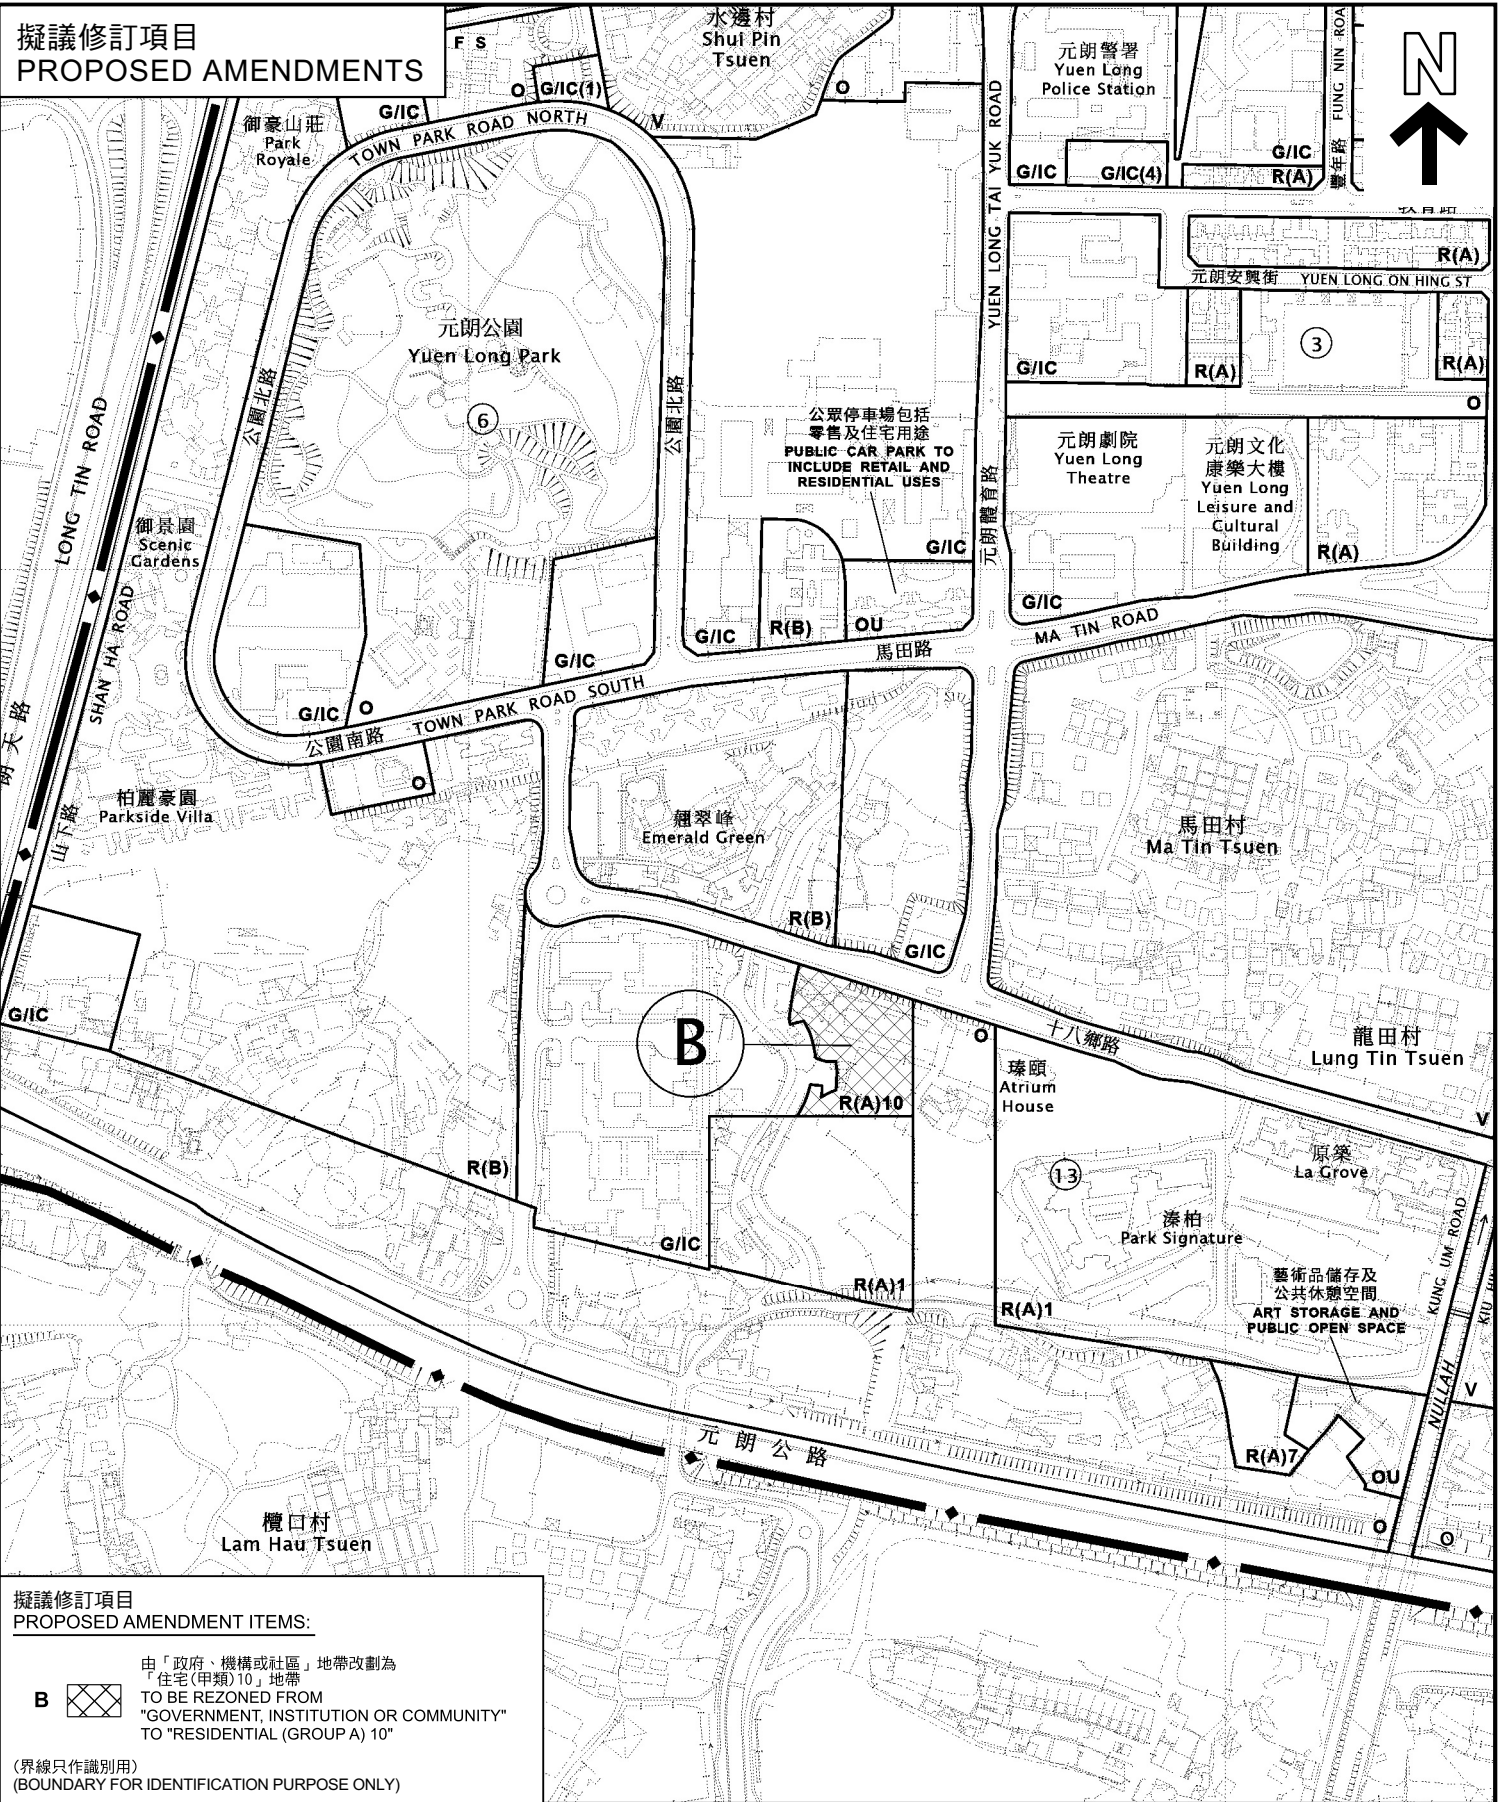 擬議修訂項目
PROPOSED AMENDMENTS
F S
水邊村
Shui Pin
Tsuen
元朗警署
Yuen Long
Police Station
FUNG NIN ROA
豐年路
N
御豪山莊
Park
Royale
G/IC
O
G/IC(1)
V
O
TOWN PARK ROAD NORTH
YUEN LONG TAI YUK ROAD
G/IC
G/IC(4)
G/IC
R(A)
R(A)
元朗安興街
YUEN LONG ON HING ST
元朗公園
Yuen Long Park
6
3
G/IC
R(A)
R(A)
O
公園北路
公園北路
LONG TIN ROAD
公眾停車場包括
零售及住宅用途
PUBLIC CAR PARK TO
INCLUDE RETAIL AND
RESIDENTIAL USES
元朗體育路
元朗劇院
Yuen Long
Theatre
元朗文化
康樂大樓
Yuen Long
Leisure and
Cultural
Building
R(A)
御景園
Scenic
Gardens
G/IC
SHAN HA ROAD
G/IC
R(B)
OU
G/IC
MA TIN ROAD
馬田路
G/IC
G/IC
O
TOWN PARK ROAD SOUTH
公園南路
朗天路
O
柏麗豪園
Parkside Villa
山下路
翹翠峰
Emerald Green
馬田村
Ma Tin Tsuen
R(B)
G/IC
G/IC
B
O
十八鄉路
龍田村
Lung Tin Tsuen
瑧頤
Atrium
House
R(A)10
V
原築
La Grove
R(B)
13
溱柏
Park Signature
G/IC
R(A)1
R(A)1
藝術品儲存及
公共休憩空間
ART STORAGE AND
PUBLIC OPEN SPACE
KUNG UM ROAD
NULLAH
V
元朗公路
R(A)7
OU
O
O
欖口村
Lam Hau Tsuen
擬議修訂項目
PROPOSED AMENDMENT ITEMS:
由「政府、機構或社區」地帶改劃為
「住宅(甲類)10」地帶
B
TO BE REZONED FROM
"GOVERNMENT, INSTITUTION OR COMMUNITY"
TO "RESIDENTIAL (GROUP A) 10"
(界線只作識別用)
(BOUNDARY FOR IDENTIFICATION PURPOSE ONLY)